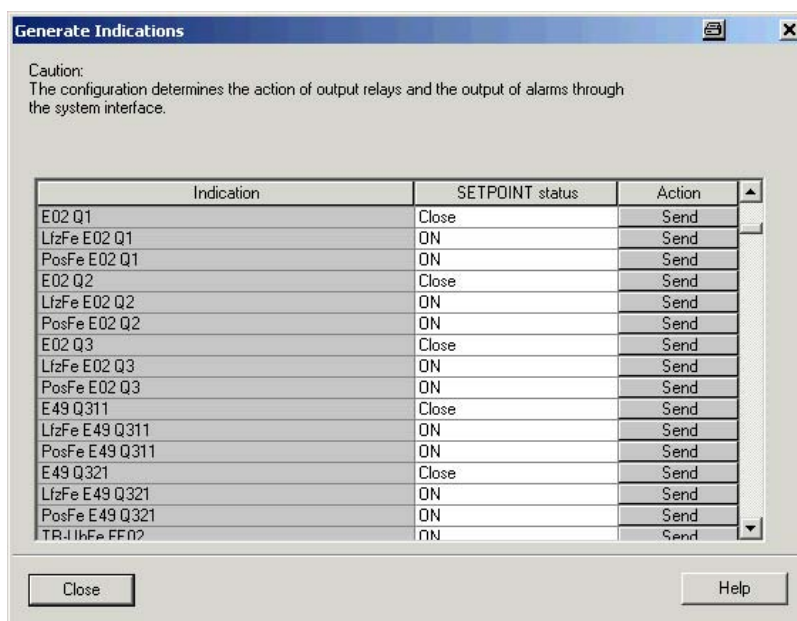 Generate Indications
Caution:
The configuration determines the action of output relays and the output of alarms through
the system interface.
Indication SETPOINT status Action
E02 Q1 Close Send
LfzFe E02 Q1 ON Send
PosFe E02 Q1 ON Send
E02 Q2 Close Send
LfzFe E02 Q2 ON Send
PosFe E02 Q2 ON Send
E02 Q3 Close Send
LfzFe E02 Q3 ON Send
PosFe E02 Q3 ON Send
E49 Q311 Close Send
LfzFe E49 Q311 ON Send
PosFe E49 Q311 ON Send
E49 Q321 Close Send
LfzFe E49 Q321 ON Send
PosFe E49 Q321 ON Send
ON Send
Close Help